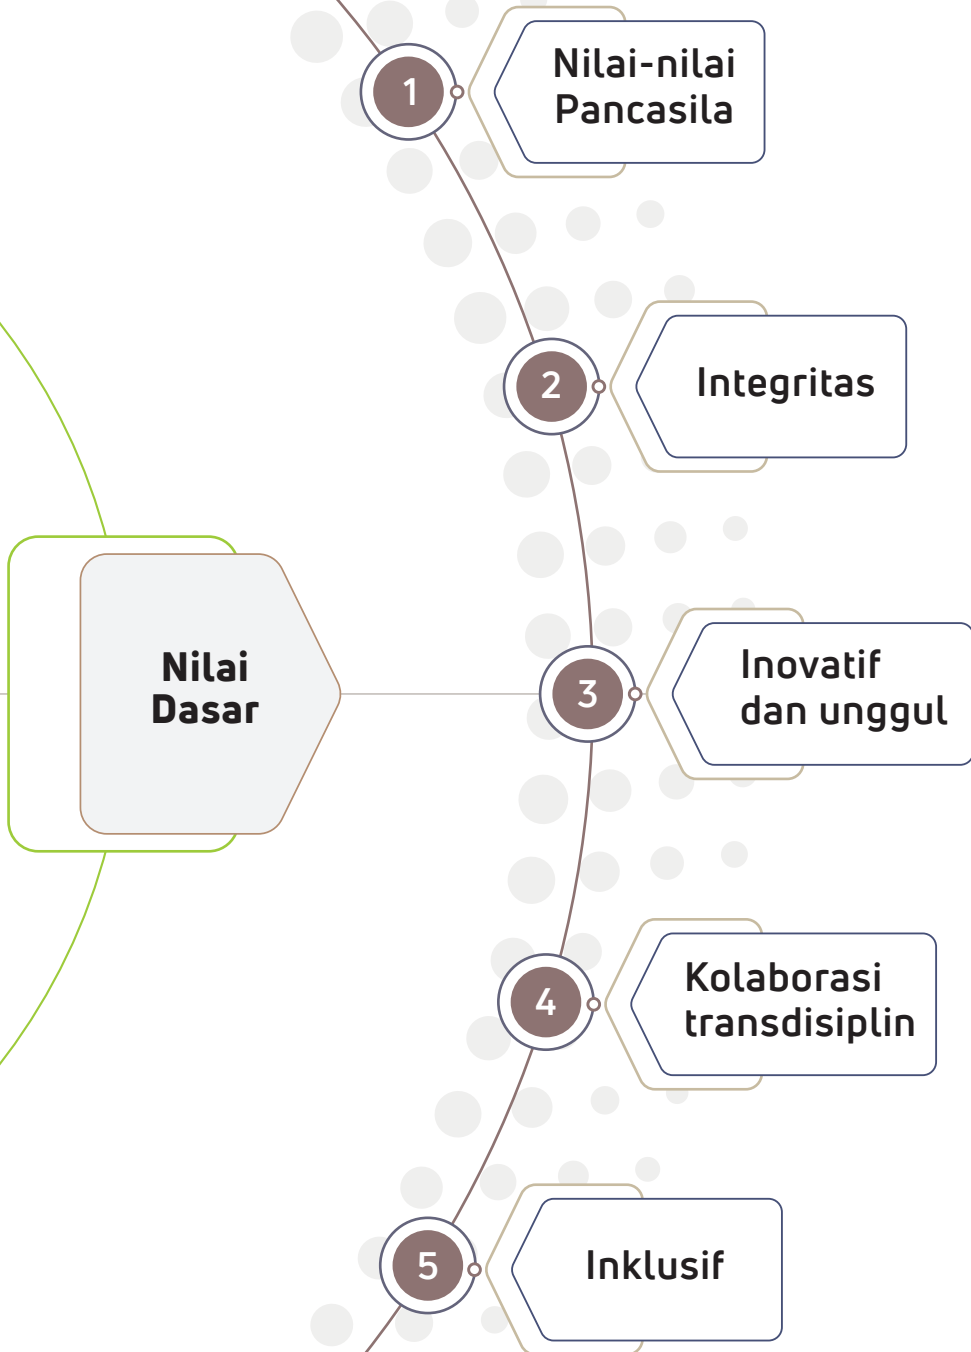 Nilai
Dasar
1
Nilai-nilai
Pancasila
2
Integritas
3
Inovatif
dan unggul
4
Kolaborasi
transdisiplin
5
Inklusif